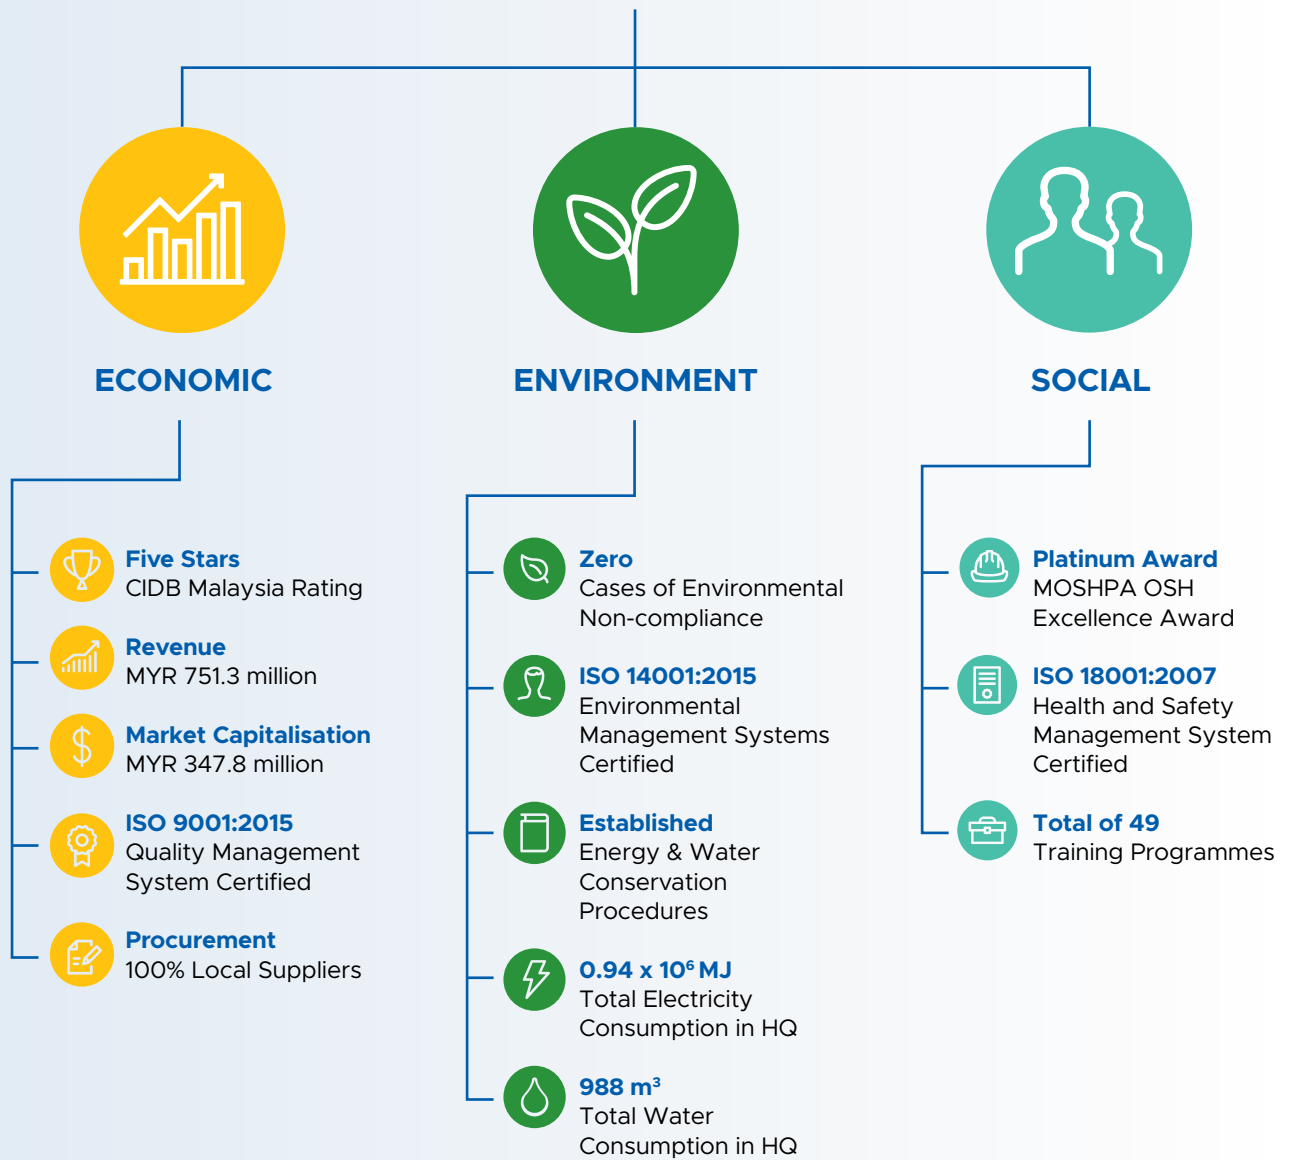 ECONOMIC
Five Stars
CIDB Malaysia Rating
Revenue
MYR 751.3 million
Market Capitalisation
MYR 347.8 million
ISO 9001:2015
Quality Management
System Certified
Procurement
100% Local Suppliers
ENVIRONMENT
Zero
Cases of Environmental
Non-compliance
ISO 14001:2015
Environmental
Management Systems
Certified
Established
Energy & Water
Conservation
Procedures
0.94 x 10⁶ MJ
Total Electricity
Consumption in HQ
988 m³
Total Water
Consumption in HQ
SOCIAL
Platinum Award
MOSHPA OSH
Excellence Award
ISO 18001:2007
Health and Safety
Management System
Certified
Total of 49
Training Programmes